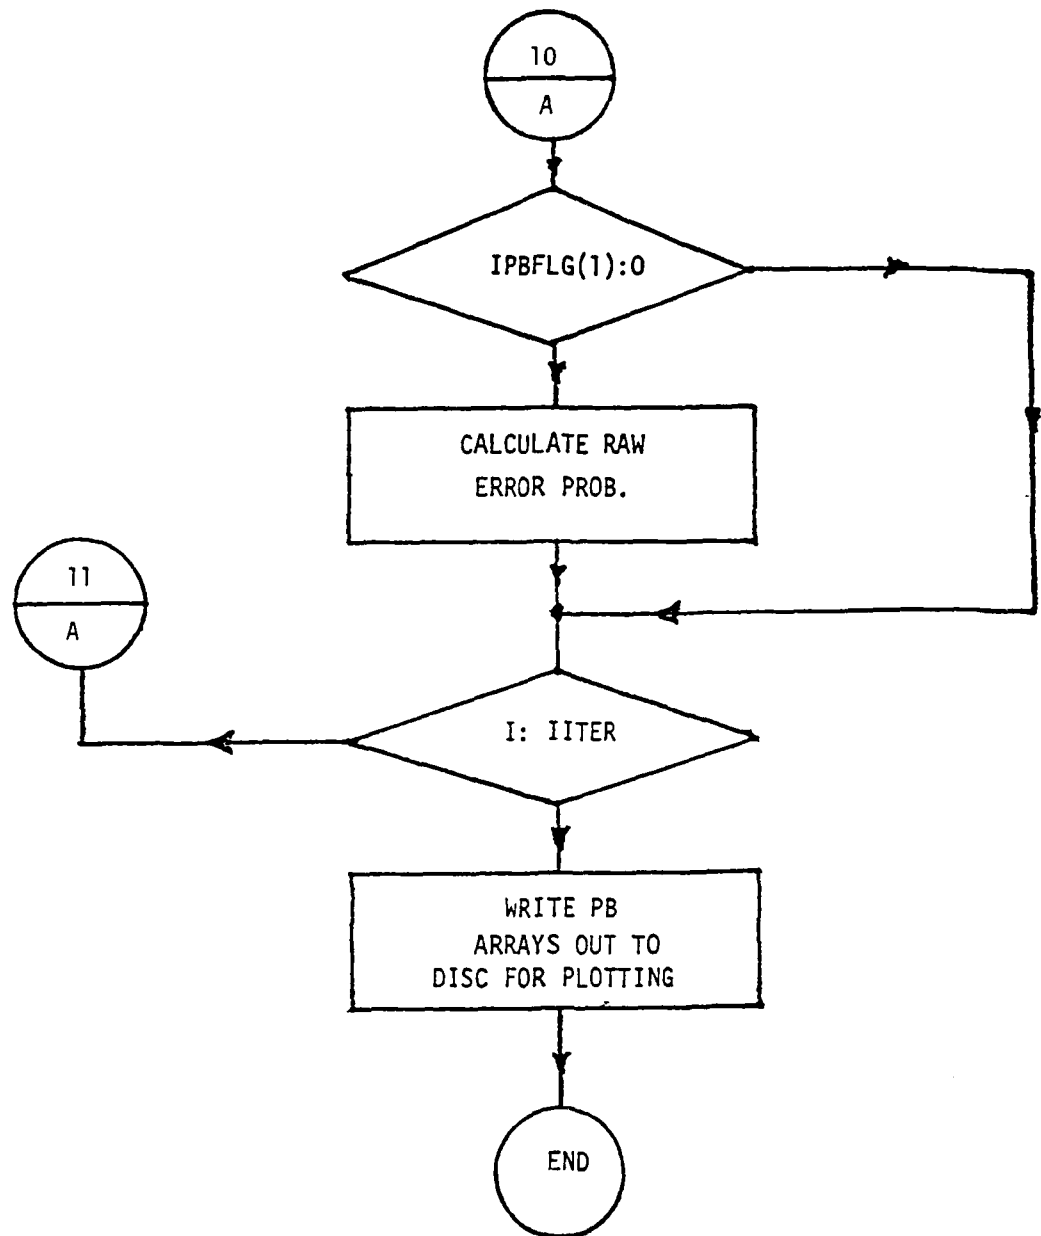 10
A
IPBFLG(1):0
CALCULATE RAW
ERROR PROB.
11
A
I: IITER
WRITE PB
ARRAYS OUT TO
DISC FOR PLOTTING
END